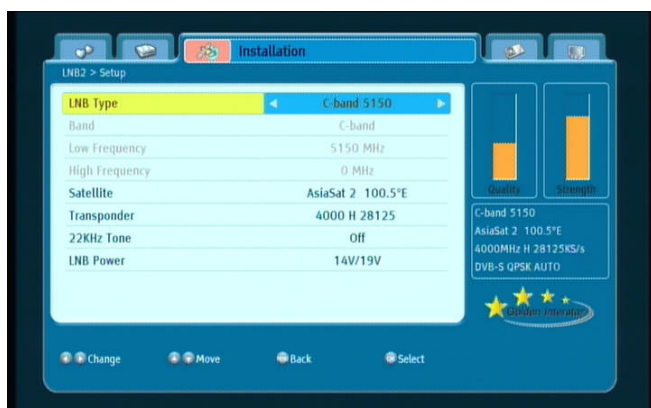 Installation
LNB2 > Setup
LNB Type C-band 5150
Band C-band
Low Frequency 5150 MHz
High Frequency 0 MHz
Satellite AsiaSat 2 100.5°E
Transponder 4000 H 28125
22KHz Tone Off
LNB Power 14V/19V
Quality Strength
C-band 5150
AsiaSat 2 100.5°E
4000MHz H 28125KS/s
DVB-S QPSK AUTO
Golden Interstar
Change Move Back Select